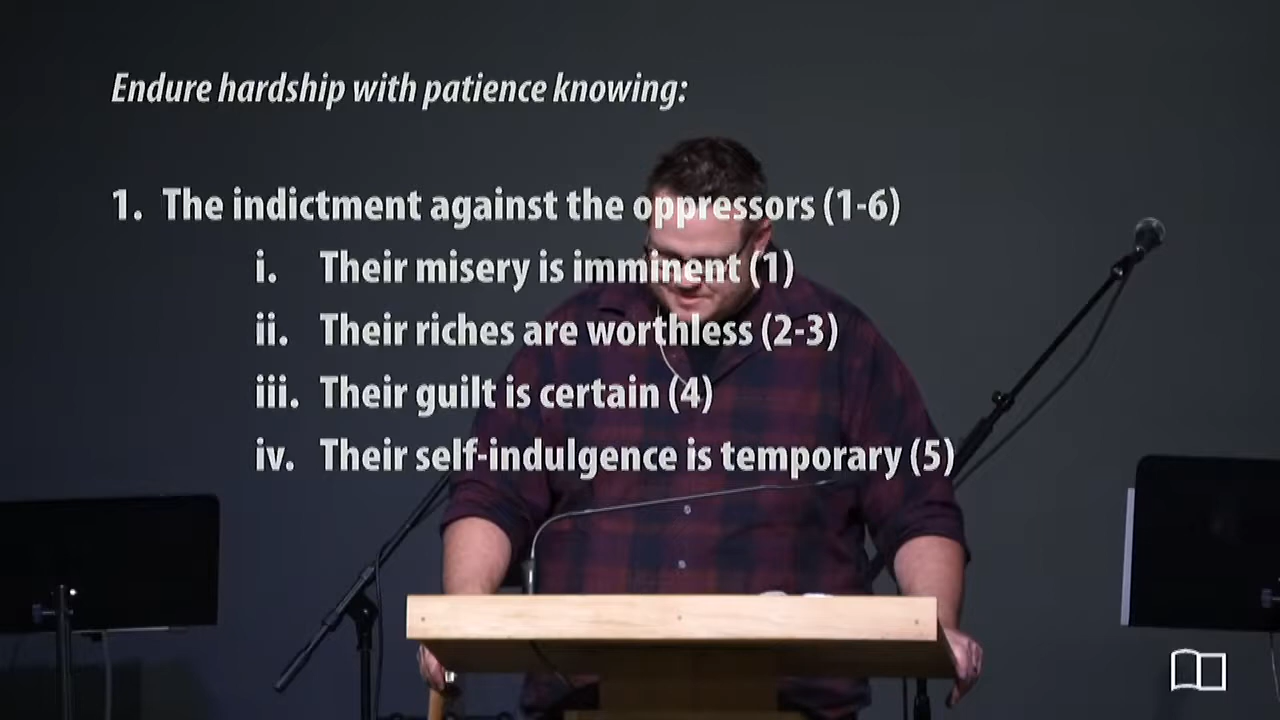 Endure hardship with patience knowing:
1. The indictment against the oppressors (1-6)
i. Their misery is imminent (1)
ii. Their riches are worthless (2-3)
iii. Their guilt is certain (4)
iv. Their self-indulgence is temporary (5)